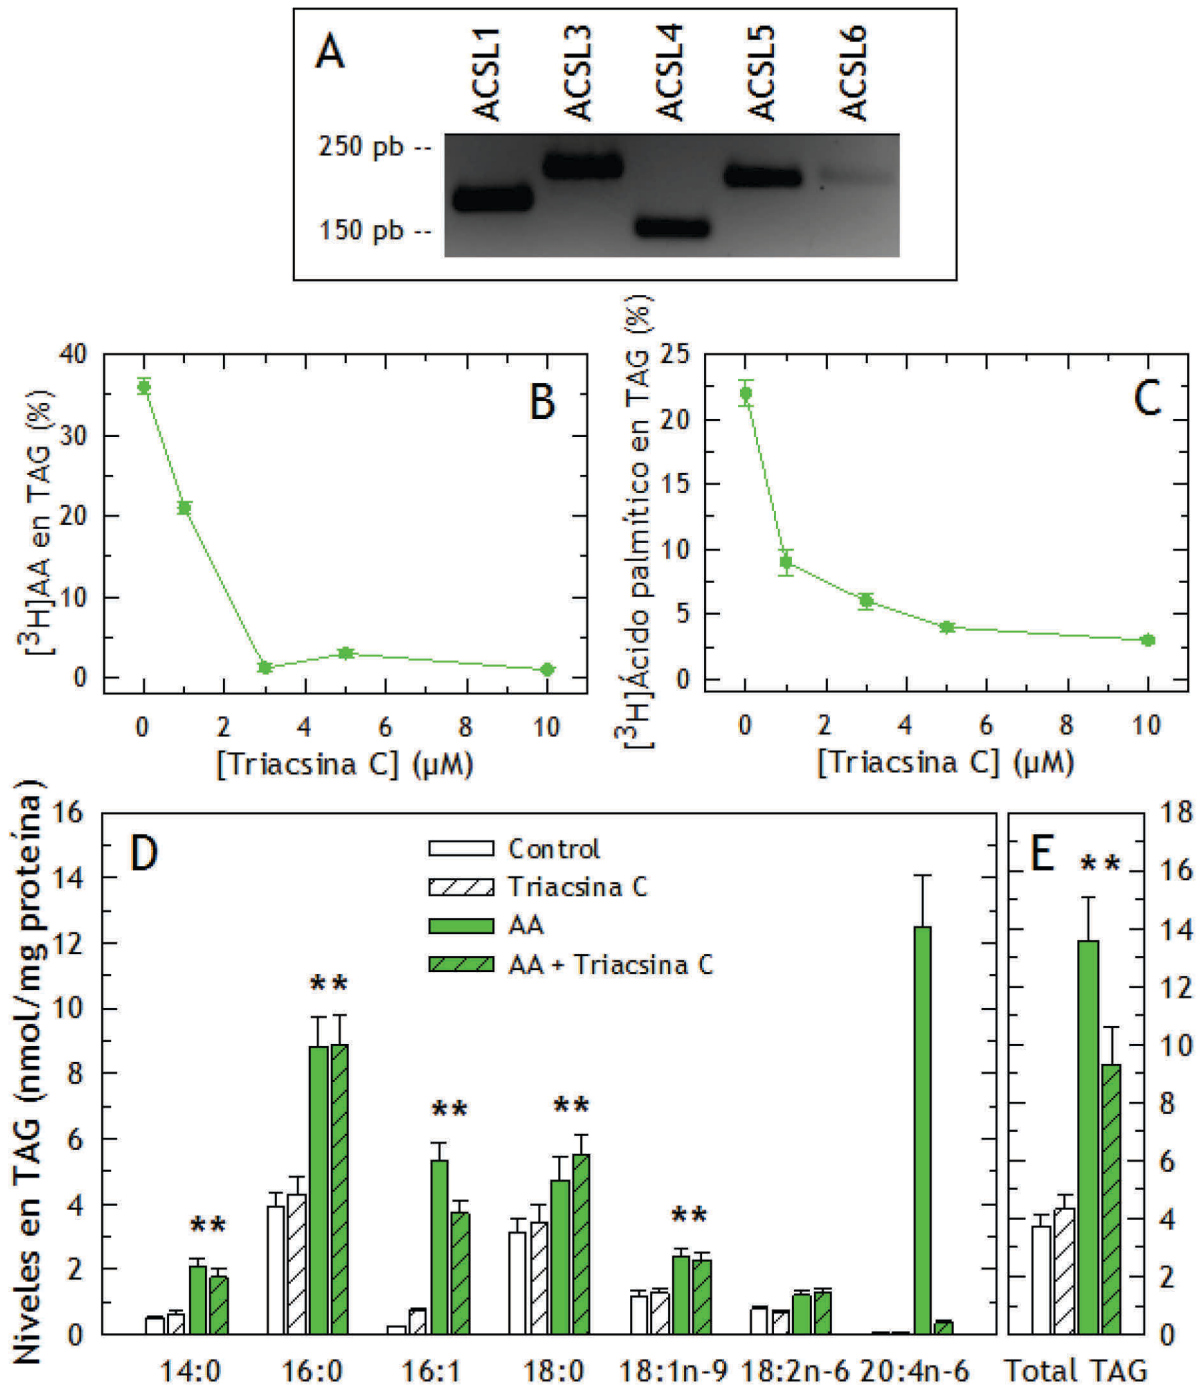 A
ACSL1
ACSL3
ACSL4
ACSL5
ACSL6
250 pb --
150 pb --
B
[³H]AA en TAG (%)
40
30
20
10
0
0 2 4 6 8 10
[Triacsina C] (µM)
C
[³H]Ácido palmítico en TAG (%)
25
20
15
10
5
0
0 2 4 6 8 10
[Triacsina C] (µM)
D
Niveles en TAG (nmol/mg proteína)
16
14
12
10
8
6
4
2
0
Control
Triacsina C
AA
AA + Triacsina C
**
**
**
**
**
14:0 16:0 16:1 18:0 18:1n-9 18:2n-6 20:4n-6
E
**
18
16
14
12
10
8
6
4
2
0
Total TAG